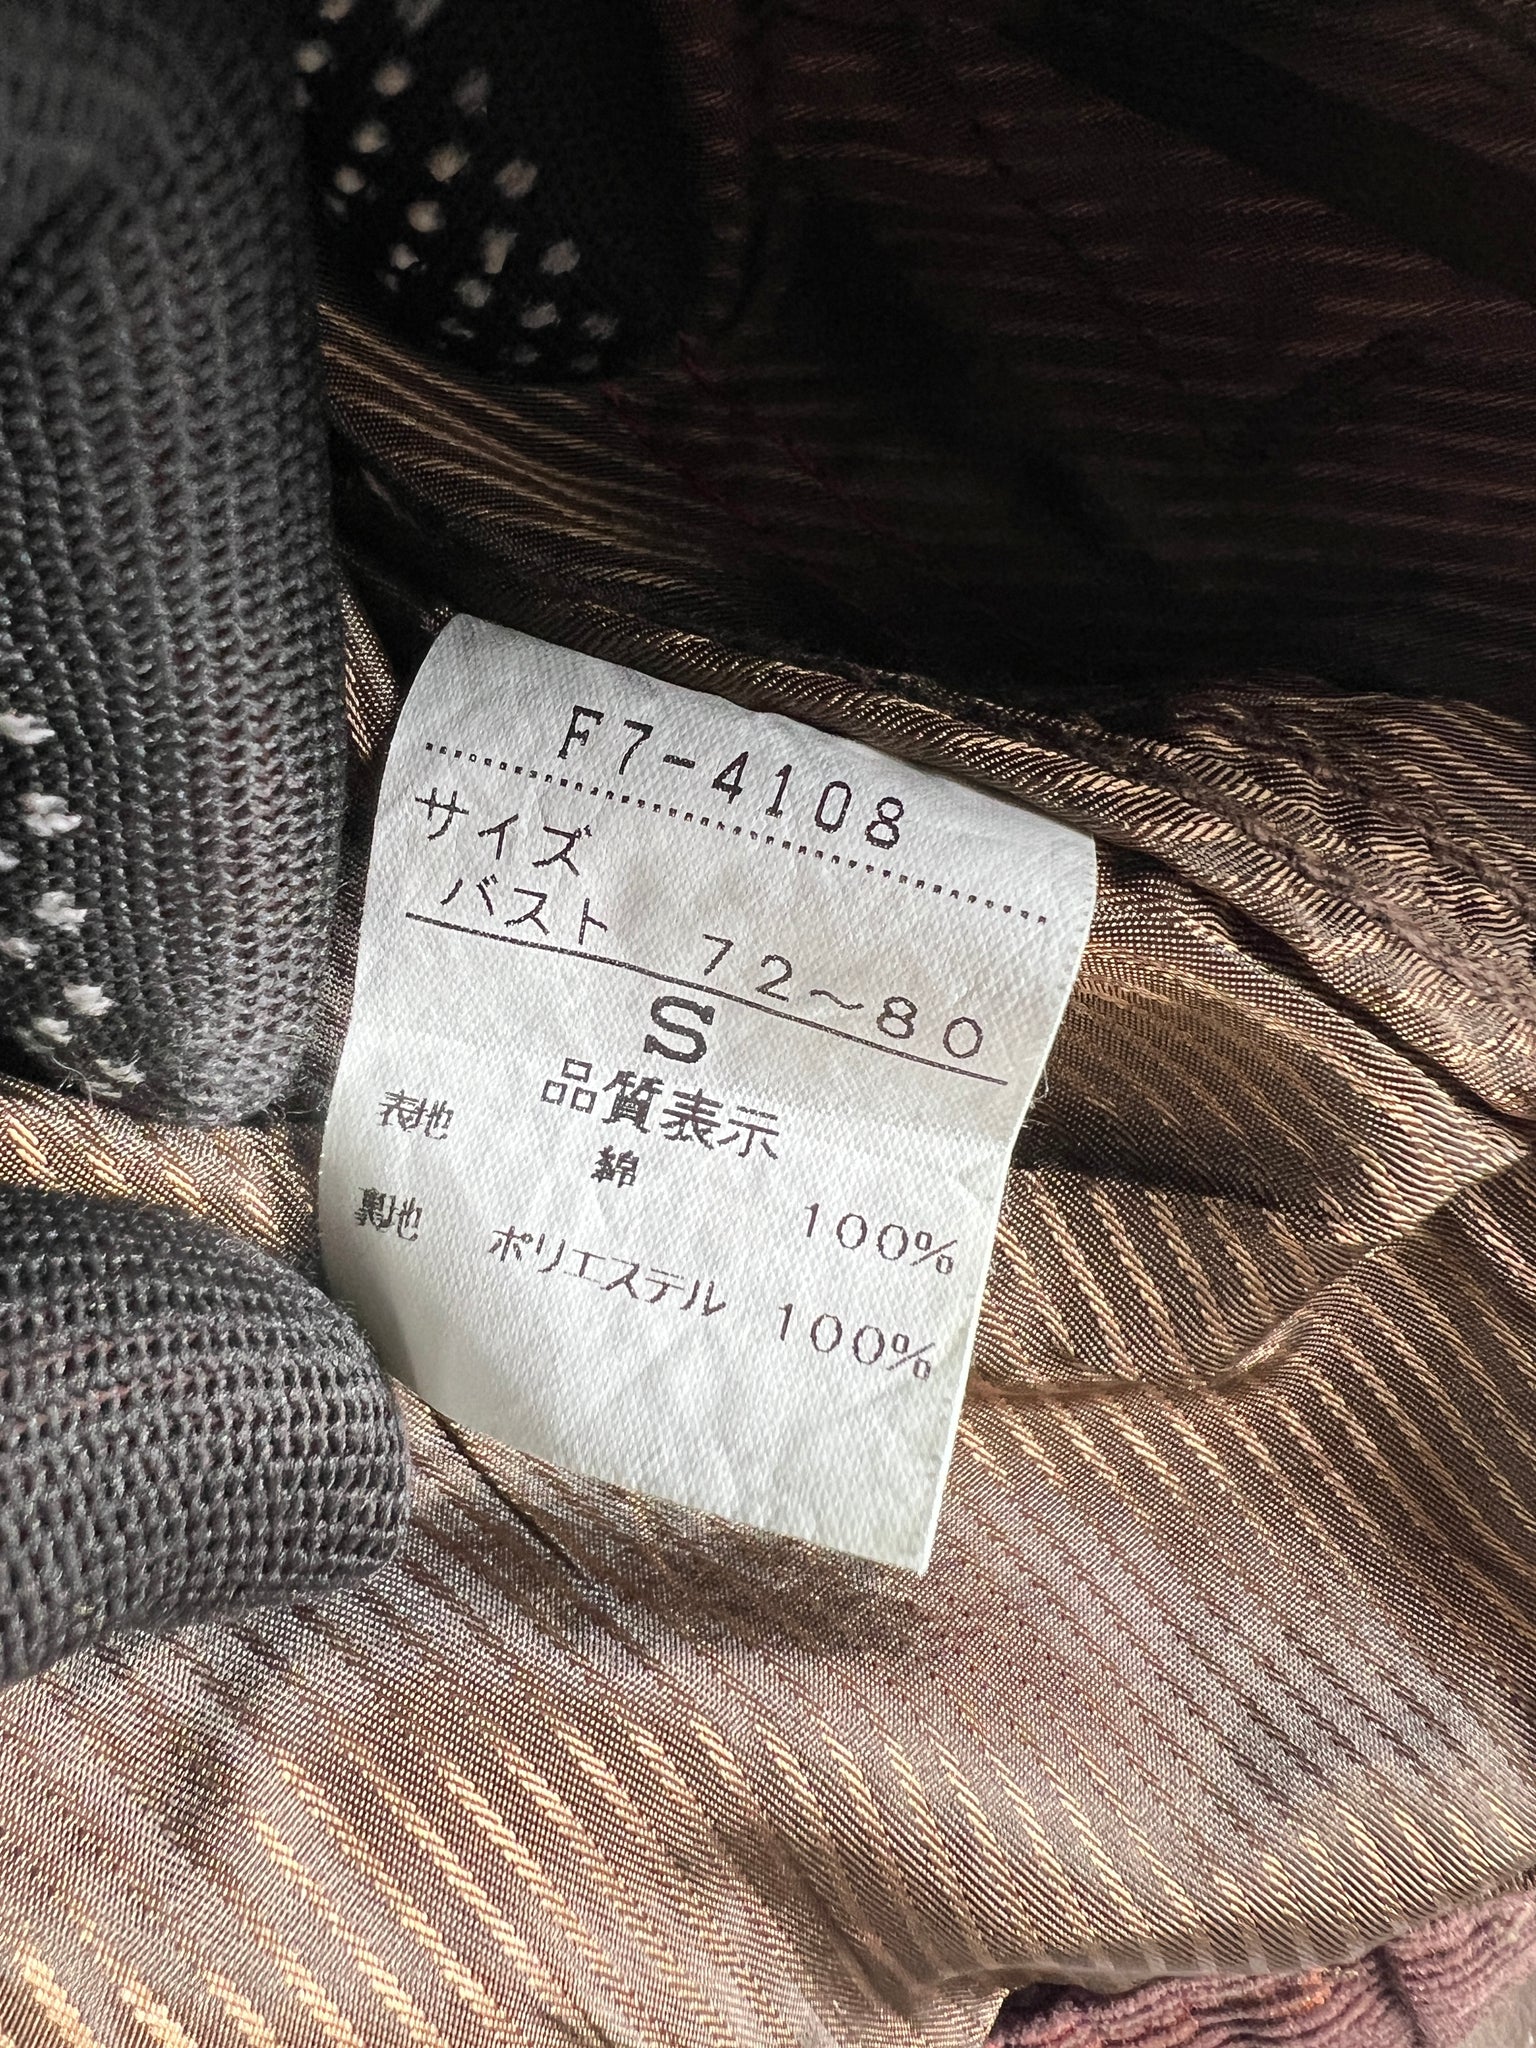 F7-4108
サイズ
バスト 72〜80
S
品質表示
表地 綿 100%
裏地 ポリエステル 100%